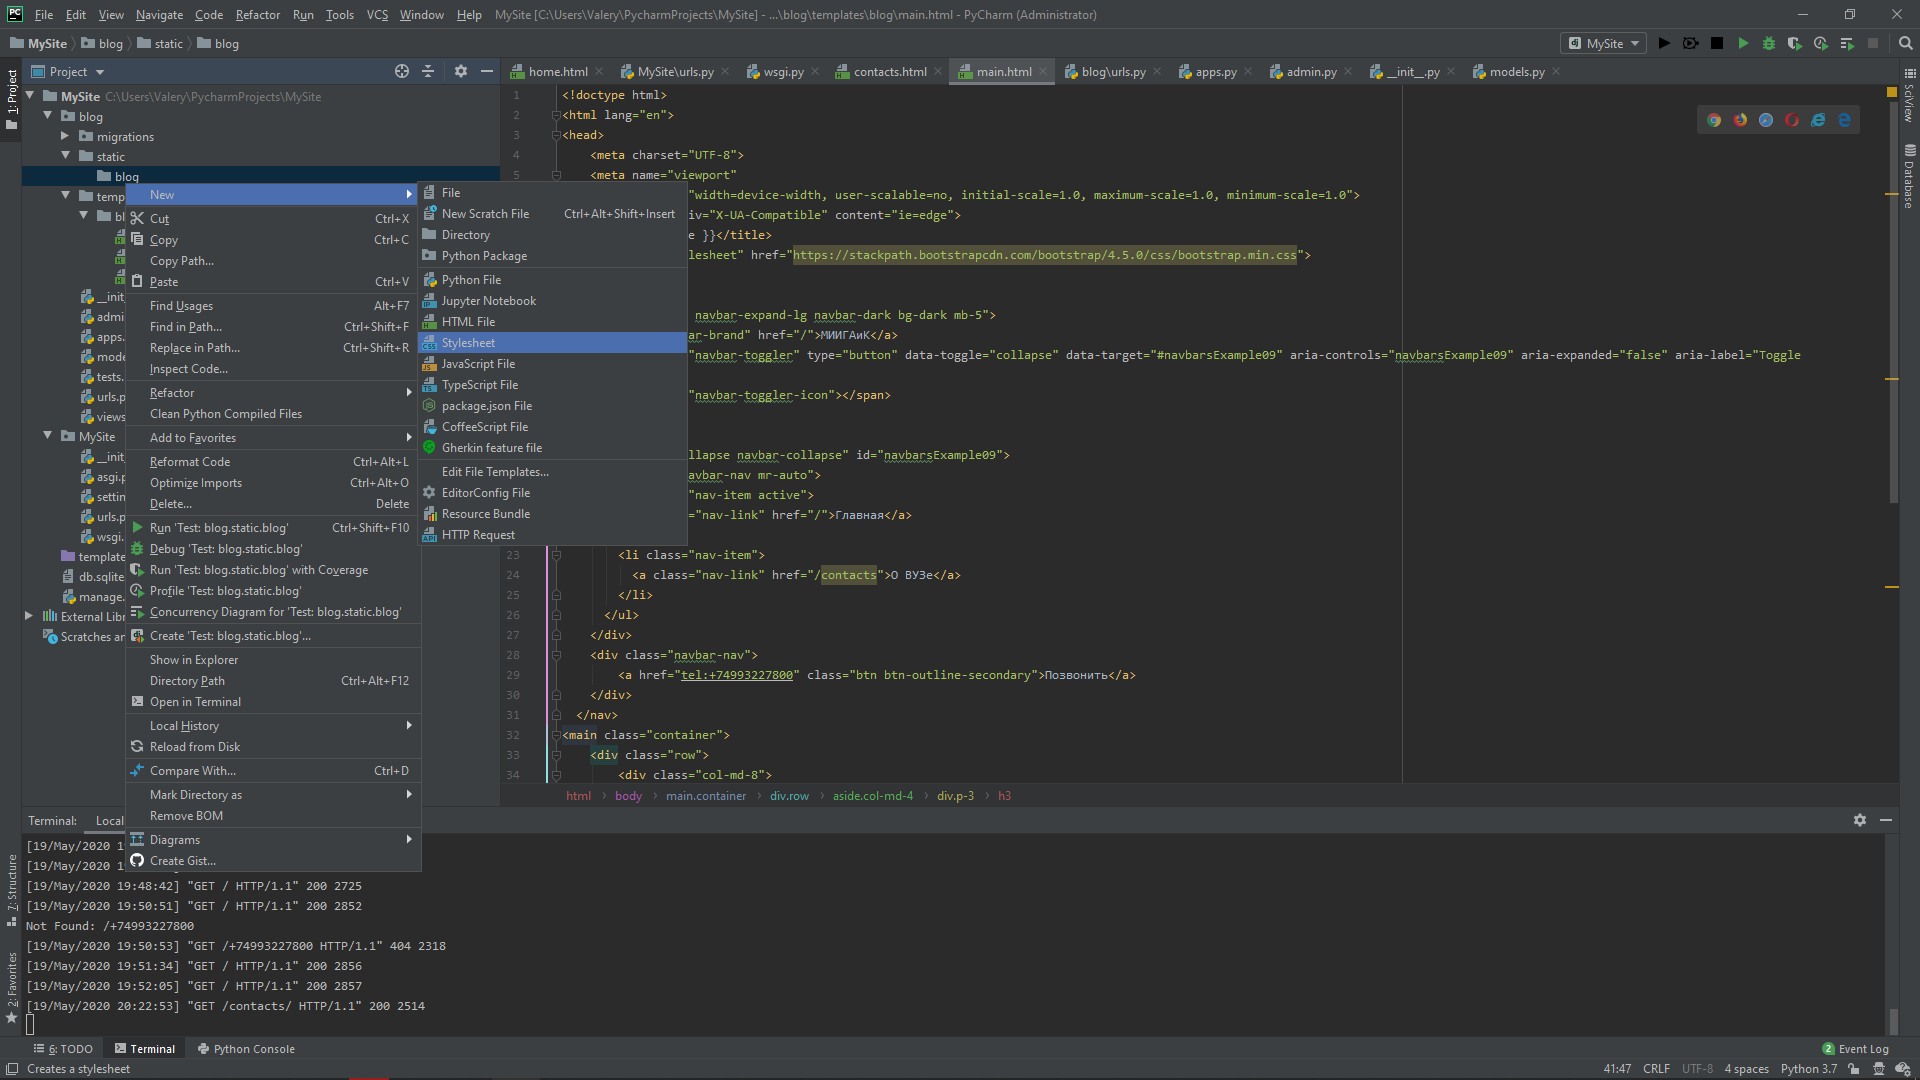 File Edit View Navigate Code Refactor Run Tools VCS Window Help MySite [C:\Users\Valery\PycharmProjects\MySite] - ...\blog\templates\blog\main.html - PyCharm (Administrator)
MySite blog static blog MySite
Project home.html MySite\urls.py wsgi.py contacts.html main.html blog\urls.py apps.py admin.py __init__.py models.py
1: Project
SciView
Database
MySite C:\Users\Valery\PycharmProjects\MySite
blog
migrations
static
blog
temp
bl
__init_
admi
apps.
mode
tests.
urls.p
views
MySite
__init_
asgi.p
settin
urls.p
wsgi.
template
db.sqlite
manage.
External Libr
Scratches an
New
Cut Ctrl+X
Copy Ctrl+C
Copy Path...
Paste Ctrl+V
Find Usages Alt+F7
Find in Path... Ctrl+Shift+F
Replace in Path... Ctrl+Shift+R
Inspect Code...
Refactor
Clean Python Compiled Files
Add to Favorites
Reformat Code Ctrl+Alt+L
Optimize Imports Ctrl+Alt+O
Delete... Delete
Run 'Test: blog.static.blog' Ctrl+Shift+F10
Debug 'Test: blog.static.blog'
Run 'Test: blog.static.blog' with Coverage
Profile 'Test: blog.static.blog'
Concurrency Diagram for 'Test: blog.static.blog'
Create 'Test: blog.static.blog'...
Show in Explorer
Directory Path Ctrl+Alt+F12
Open in Terminal
Local History
Reload from Disk
Compare With... Ctrl+D
Mark Directory as
Remove BOM
Diagrams
Create Gist...
File
New Scratch File Ctrl+Alt+Shift+Insert
Directory
Python Package
Python File
Jupyter Notebook
HTML File
Stylesheet
JavaScript File
TypeScript File
package.json File
CoffeeScript File
Gherkin feature file
Edit File Templates...
EditorConfig File
Resource Bundle
HTTP Request
1 <!doctype html>
2 <html lang="en">
3 <head>
4 <meta charset="UTF-8">
5 <meta name="viewport"
"width=device-width, user-scalable=no, initial-scale=1.0, maximum-scale=1.0, minimum-scale=1.0">
iv="X-UA-Compatible" content="ie=edge">
e }}</title>
lesheet" href="https://stackpath.bootstrapcdn.com/bootstrap/4.5.0/css/bootstrap.min.css">
navbar-expand-lg navbar-dark bg-dark mb-5">
ar-brand" href="/">МИИГАиК</a>
"navbar-toggler" type="button" data-toggle="collapse" data-target="#navbarsExample09" aria-controls="navbarsExample09" aria-expanded="false" aria-label="Toggle
"navbar-toggler-icon"></span>
llapse navbar-collapse" id="navbarsExample09">
avbar-nav mr-auto">
"nav-item active">
="nav-link" href="/">Главная</a>
23 <li class="nav-item">
24 <a class="nav-link" href="/contacts">О ВУЗе</a>
25 </li>
26 </ul>
27 </div>
28 <div class="navbar-nav">
29 <a href="tel:+74993227800" class="btn btn-outline-secondary">Позвонить</a>
30 </div>
31 </nav>
32 <main class="container">
33 <div class="row">
34 <div class="col-md-8">
html body main.container div.row aside.col-md-4 div.p-3 h3
Terminal: Local
[19/May/2020 19
[19/May/2020 19
[19/May/2020 19:48:42] "GET / HTTP/1.1" 200 2725
[19/May/2020 19:50:51] "GET / HTTP/1.1" 200 2852
Not Found: /+74993227800
[19/May/2020 19:50:53] "GET /+74993227800 HTTP/1.1" 404 2318
[19/May/2020 19:51:34] "GET / HTTP/1.1" 200 2856
[19/May/2020 19:52:05] "GET / HTTP/1.1" 200 2857
[19/May/2020 20:22:53] "GET /contacts/ HTTP/1.1" 200 2514
7: Structure
2: Favorites
6: TODO Terminal Python Console 2 Event Log
Creates a stylesheet 41:47 CRLF UTF-8 4 spaces Python 3.7